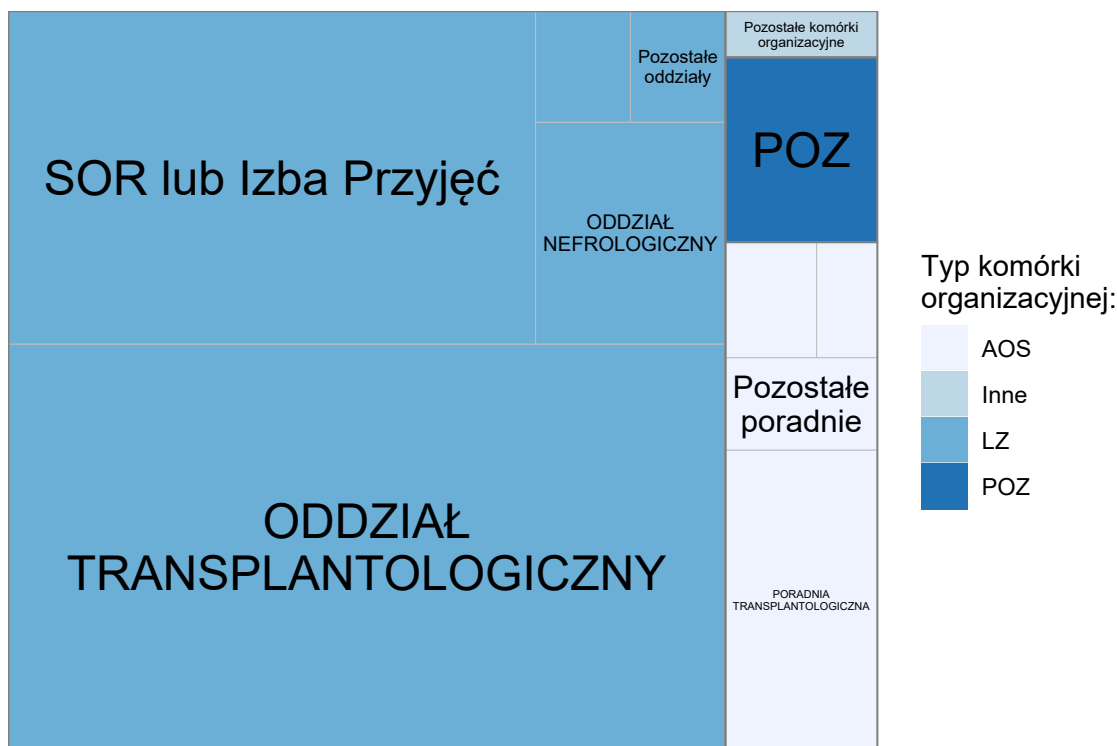 Pozostałe komórki
organizacyjne
Pozostałe
oddziały
POZ
SOR lub Izba Przyjęć
ODDZIAŁ
NEFROLOGICZNY
Typ komórki
organizacyjnej:
AOS
Inne
LZ
POZ
Pozostałe
poradnie
ODDZIAŁ
TRANSPLANTOLOGICZNY
PORADNIA
TRANSPLANTOLOGICZNA